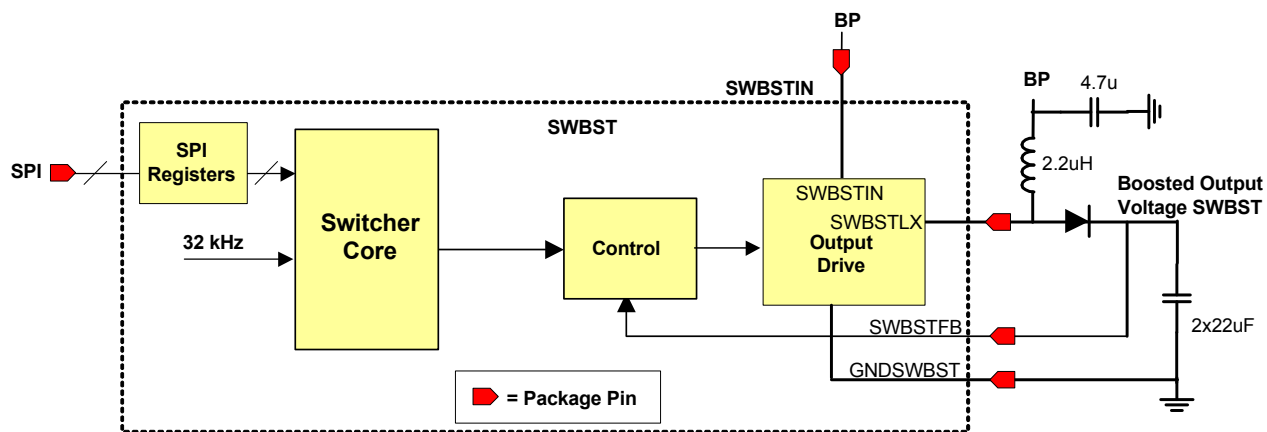 BP
SWBSTIN
SWBST
BP
4.7u
SPI
SPI
Registers
2.2uH
Boosted Output
Voltage SWBST
SWBSTIN
SWBSTLX
Switcher
Core
32 kHz
Control
Output
Drive
SWBSTFB
2x22uF
GNDSWBST
= Package Pin